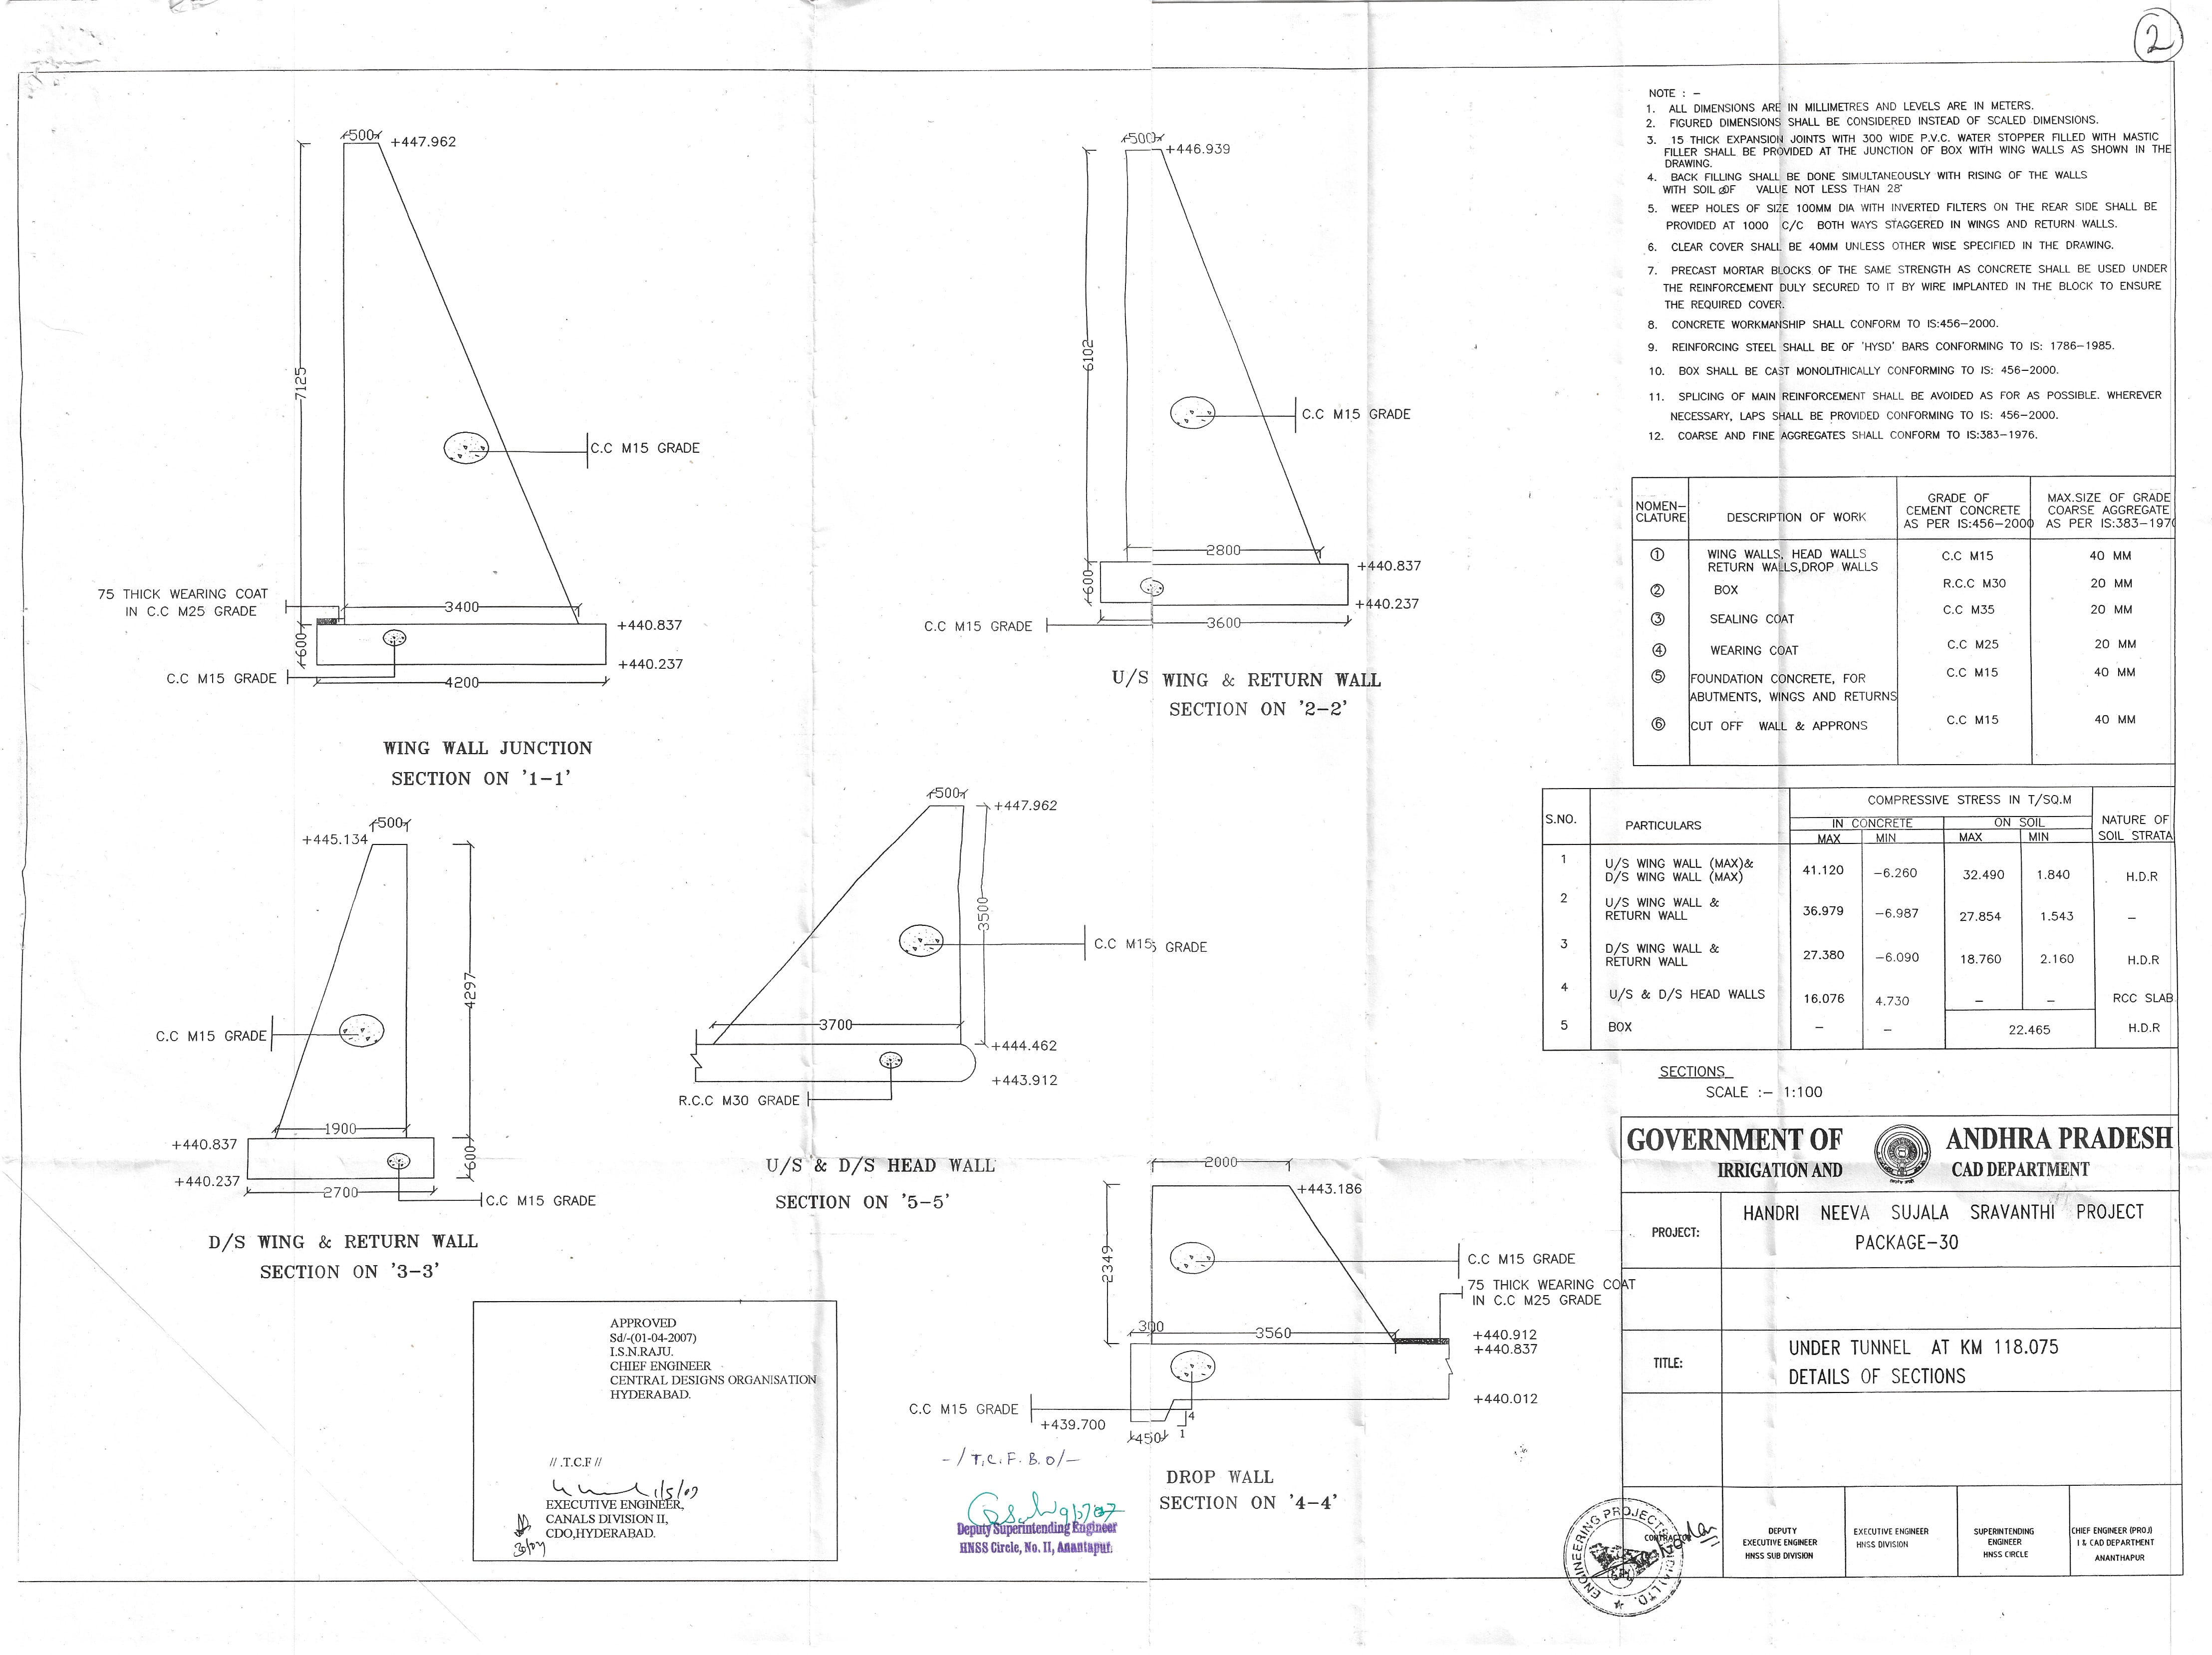 2
500
+447.962
7125
C.C M15 GRADE
75 THICK WEARING COAT
IN C.C M25 GRADE
3400
+440.837
600
+440.237
C.C M15 GRADE
4200
WING WALL JUNCTION
SECTION ON '1-1'
500
+446.939
6102
C.C M15 GRADE
2800
+440.837
600
+440.237
C.C M15 GRADE
3600
U/S WING & RETURN WALL
SECTION ON '2-2'
500
+445.134
4297
C.C M15 GRADE
1900
+440.837
600
+440.237
2700
C.C M15 GRADE
D/S WING & RETURN WALL
SECTION ON '3-3'
500
+447.962
3500
C.C M15 GRADE
3700
+444.462
+443.912
R.C.C M30 GRADE
U/S & D/S HEAD WALL
SECTION ON '5-5'
2000
+443.186
2349
C.C M15 GRADE
75 THICK WEARING COAT
IN C.C M25 GRADE
300
3560
+440.912
+440.837
+440.012
C.C M15 GRADE
+439.700
4
1
450
DROP WALL
SECTION ON '4-4'
APPROVED
Sd/-(01-04-2007)
I.S.N.RAJU.
CHIEF ENGINEER
CENTRAL DESIGNS ORGANISATION
HYDERABAD.
// .T.C.F //
1/5/07
EXECUTIVE ENGINEER,
CANALS DIVISION II,
CDO,HYDERABAD.
-/T.C.F.B.O/-
Deputy Superintending Engineer
HNSS Circle, No. II, Anantapur.
NOTE : -
1. ALL DIMENSIONS ARE IN MILLIMETRES AND LEVELS ARE IN METERS.
2. FIGURED DIMENSIONS SHALL BE CONSIDERED INSTEAD OF SCALED DIMENSIONS.
3. 15 THICK EXPANSION JOINTS WITH 300 WIDE P.V.C. WATER STOPPER FILLED WITH MASTIC
FILLER SHALL BE PROVIDED AT THE JUNCTION OF BOX WITH WING WALLS AS SHOWN IN THE
DRAWING.
4. BACK FILLING SHALL BE DONE SIMULTANEOUSLY WITH RISING OF THE WALLS
WITH SOIL ØOF VALUE NOT LESS THAN 28°
5. WEEP HOLES OF SIZE 100MM DIA WITH INVERTED FILTERS ON THE REAR SIDE SHALL BE
PROVIDED AT 1000 C/C BOTH WAYS STAGGERED IN WINGS AND RETURN WALLS.
6. CLEAR COVER SHALL BE 40MM UNLESS OTHER WISE SPECIFIED IN THE DRAWING.
7. PRECAST MORTAR BLOCKS OF THE SAME STRENGTH AS CONCRETE SHALL BE USED UNDER
THE REINFORCEMENT DULY SECURED TO IT BY WIRE IMPLANTED IN THE BLOCK TO ENSURE
THE REQUIRED COVER.
8. CONCRETE WORKMANSHIP SHALL CONFORM TO IS:456-2000.
9. REINFORCING STEEL SHALL BE OF 'HYSD' BARS CONFORMING TO IS: 1786-1985.
10. BOX SHALL BE CAST MONOLITHICALLY CONFORMING TO IS: 456-2000.
11. SPLICING OF MAIN REINFORCEMENT SHALL BE AVOIDED AS FOR AS POSSIBLE. WHEREVER
NECESSARY, LAPS SHALL BE PROVIDED CONFORMING TO IS: 456-2000.
12. COARSE AND FINE AGGREGATES SHALL CONFORM TO IS:383-1976.
NOMEN-CLATURE DESCRIPTION OF WORK GRADE OF CEMENT CONCRETE AS PER IS:456-2000 MAX.SIZE OF GRADE COARSE AGGREGATE AS PER IS:383-1970
① WING WALLS, HEAD WALLS RETURN WALLS,DROP WALLS C.C M15 40 MM
② BOX R.C.C M30 20 MM
③ SEALING COAT C.C M35 20 MM
④ WEARING COAT C.C M25 20 MM
⑤ FOUNDATION CONCRETE, FOR ABUTMENTS, WINGS AND RETURNS C.C M15 40 MM
⑥ CUT OFF WALL & APPRONS C.C M15 40 MM
S.NO. PARTICULARS COMPRESSIVE STRESS IN T/SQ.M NATURE OF SOIL STRATA
IN CONCRETE ON SOIL
MAX MIN MAX MIN
1 U/S WING WALL (MAX)& D/S WING WALL (MAX) 41.120 -6.260 32.490 1.840 H.D.R
2 U/S WING WALL & RETURN WALL 36.979 -6.987 27.854 1.543 -
3 D/S WING WALL & RETURN WALL 27.380 -6.090 18.760 2.160 H.D.R
4 U/S & D/S HEAD WALLS 16.076 4.730 - - RCC SLAB
5 BOX - - 22.465 H.D.R
SECTIONS
SCALE :- 1:100
GOVERNMENT OF ANDHRA PRADESH
IRRIGATION AND CAD DEPARTMENT
PROJECT: HANDRI NEEVA SUJALA SRAVANTHI PROJECT
PACKAGE-30
TITLE: UNDER TUNNEL AT KM 118.075
DETAILS OF SECTIONS
ENGINEERING PROJECTS
LTD.
CONTRACTOR
DEPUTY EXECUTIVE ENGINEER HNSS SUB DIVISION
EXECUTIVE ENGINEER HNSS DIVISION
SUPERINTENDING ENGINEER HNSS CIRCLE
CHIEF ENGINEER (PROJ) I & CAD DEPARTMENT ANANTHAPUR